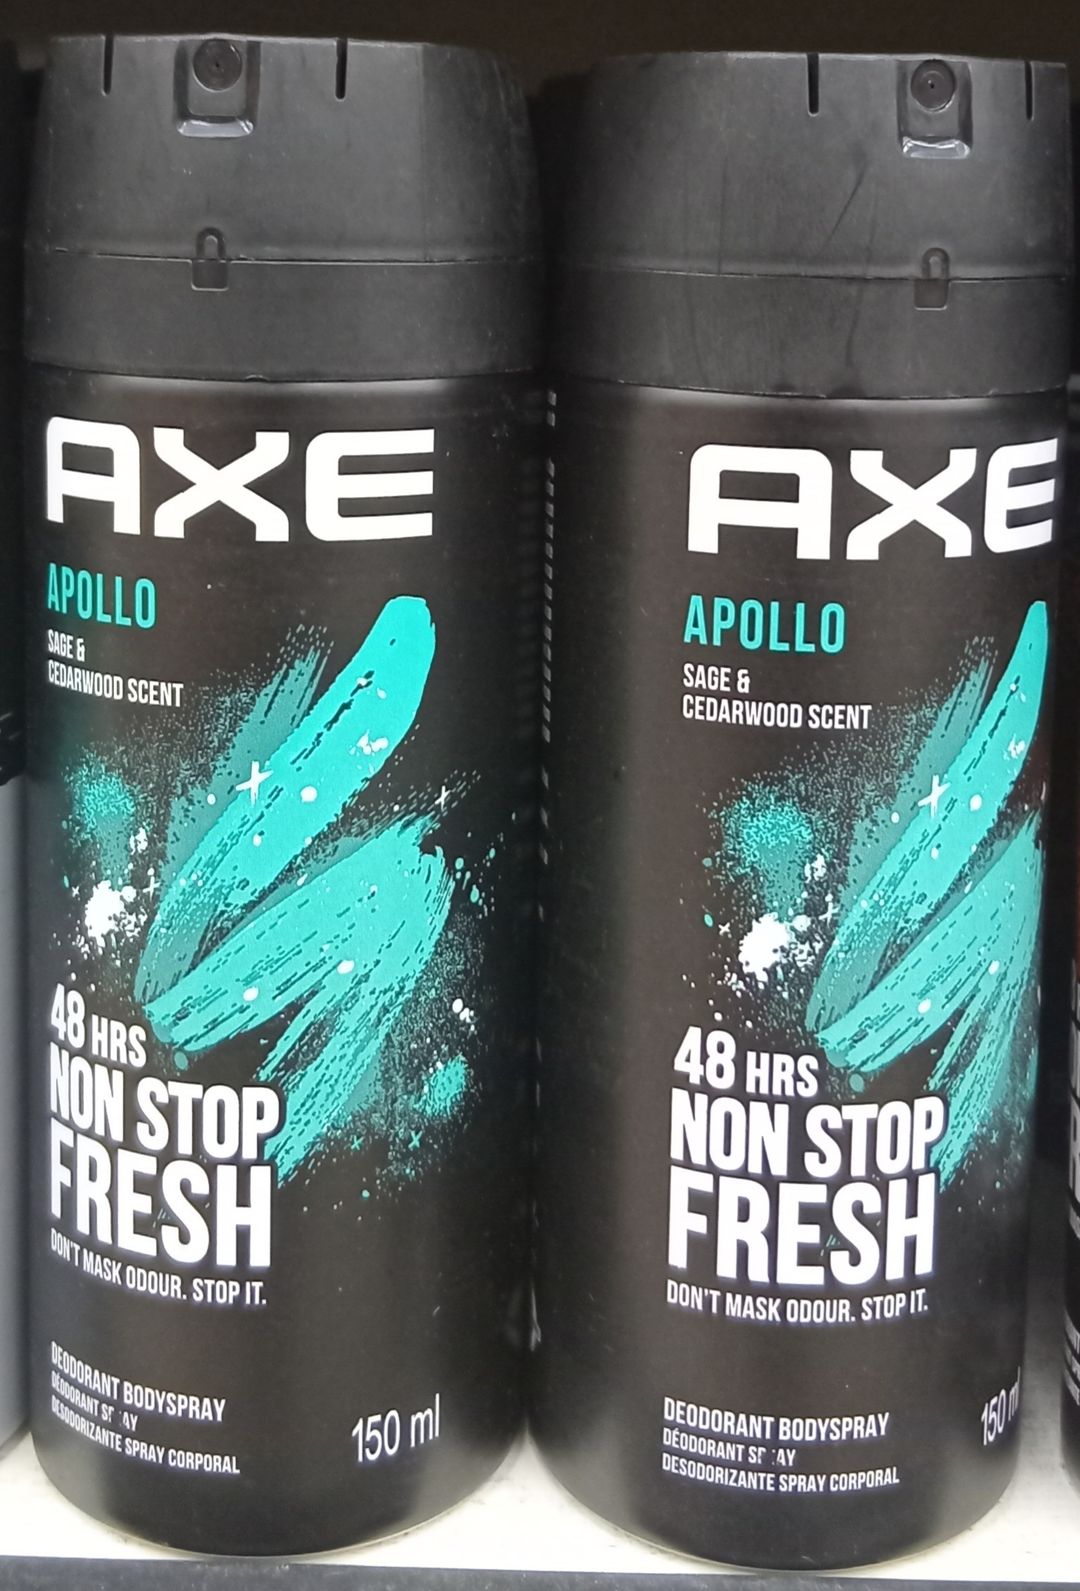 AXE
APOLLO
SAGE &
CEDARWOOD SCENT
48 HRS
NON STOP
FRESH
DON'T MASK ODOUR. STOP IT.
DEODORANT BODYSPRAY
DÉODORANT
DESODORIZANTE SPRAY CORPORAL
150 ml
AXE
APOLLO
SAGE &
CEDARWOOD SCENT
48 HRS
NON STOP
FRESH
DON'T MASK ODOUR. STOP IT.
DEODORANT BODYSPRAY
DÉODORANT
DESODORIZANTE SPRAY CORPORAL
150 ml